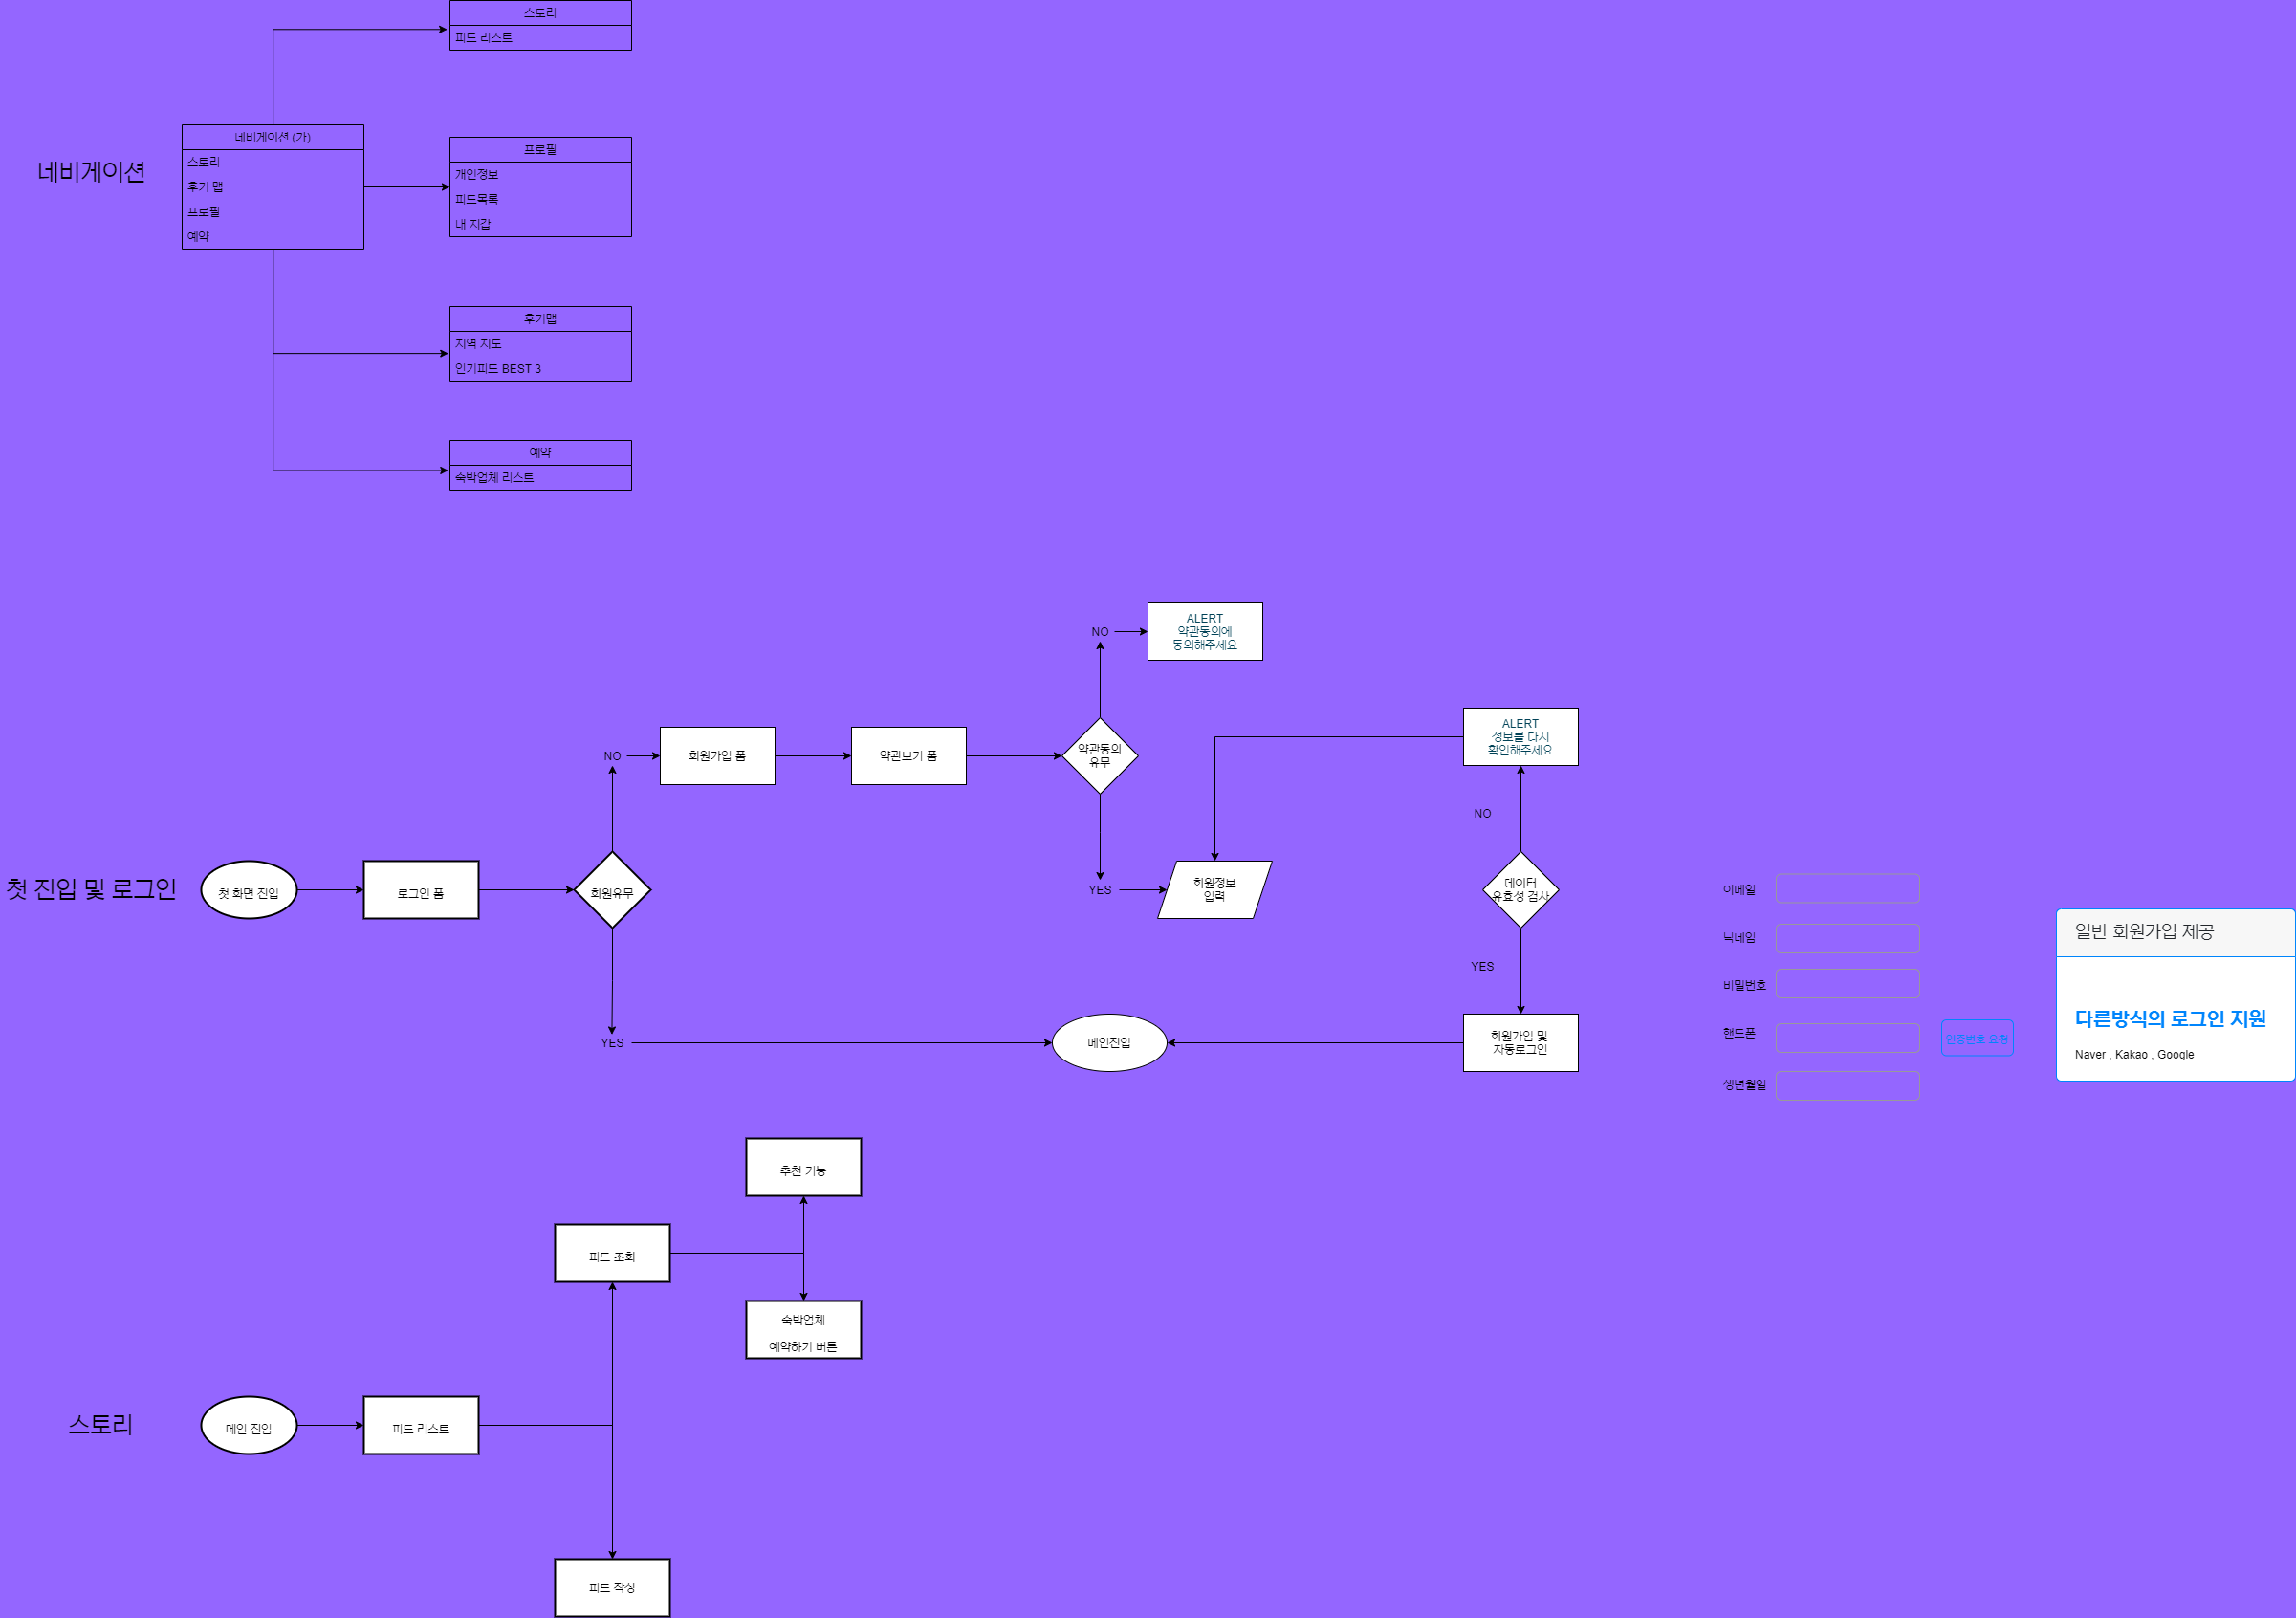 스토리
피드 리스트
네비게이션
네비게이션 (가)
스토리
후기 맵
프로필
예약
프로필
개인정보
피드목록
내 지갑
후기맵
지역 지도
인기피드 BEST 3
예약
숙박업체 리스트
NO
ALERT
약관동의에
동의해주세요
NO
회원가입 폼
약관보기 폼
약관동의
유무
ALERT
정보를 다시
확인해주세요
NO
첫 진입 및 로그인
첫 화면 진입
로그인 폼
회원유무
YES
회원정보
입력
데이터
유효성 검사
YES
YES
메인진입
회원가입 및
자동로그인
이메일
닉네임
비밀번호
핸드폰
인증번호 요청
생년월일
일반 회원가입 제공
다른방식의 로그인 지원
Naver , Kakao , Google
추천 기능
피드 조회
숙박업체
예약하기 버튼
스토리
메인 진입
피드 리스트
피드 작성